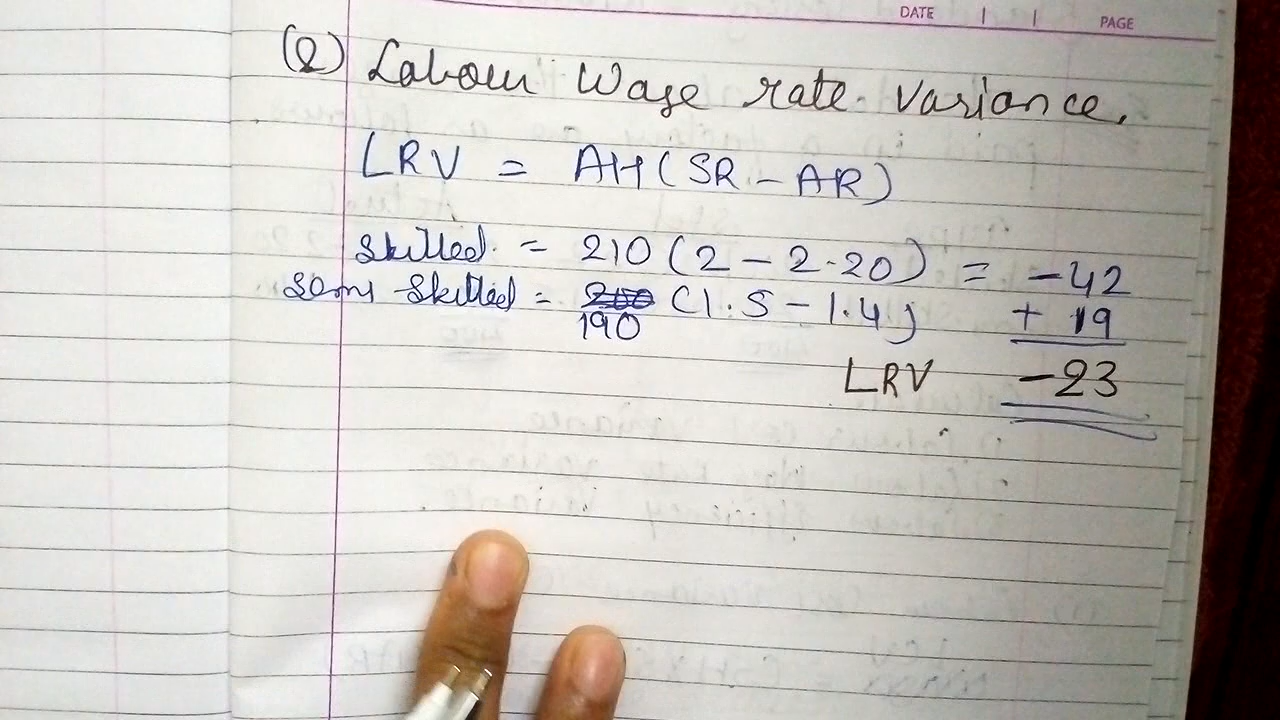 DATE | | PAGE
(2) Labour Wage rate Variance.
LRV = AH (SR - AR)
Skilled = 210 (2 - 2.20) = -42
Semi Skilled = 190 (1.5 - 1.4) + 19
LRV -23